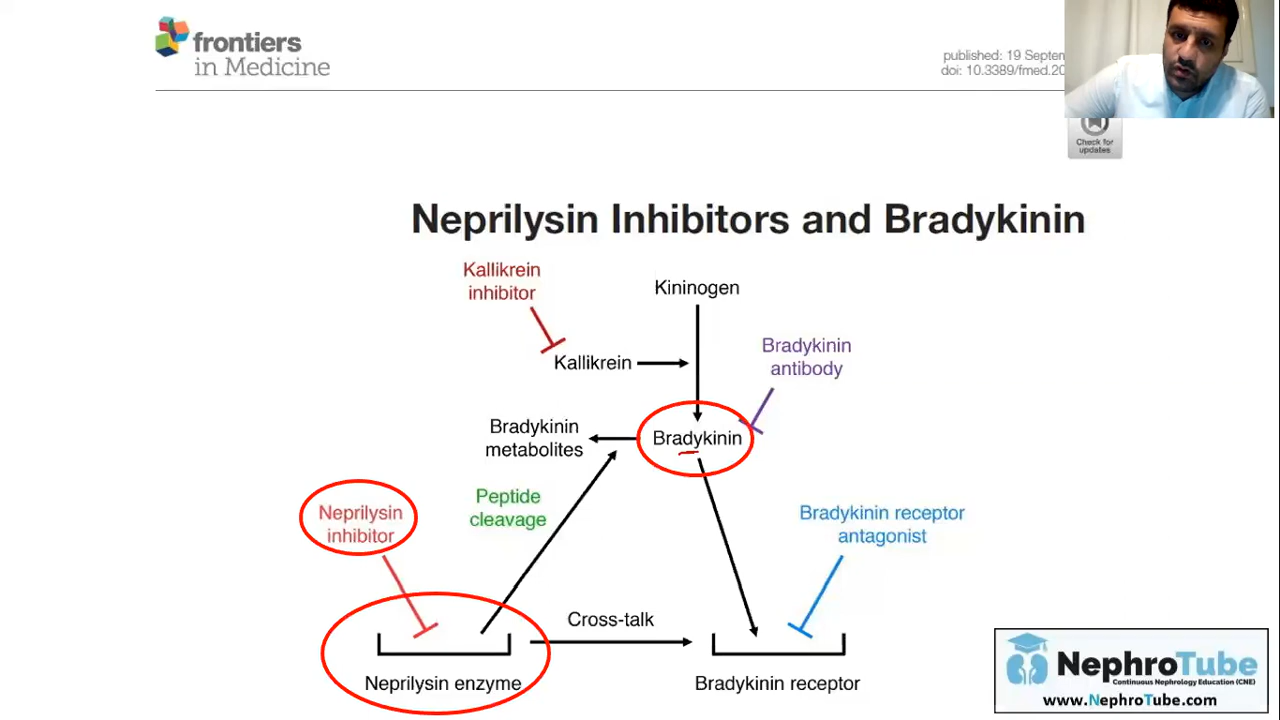 frontiers
in Medicine
published: 19 Septem
doi: 10.3389/fmed.20
Check for
updates
Neprilysin Inhibitors and Bradykinin
Kallikrein
inhibitor
Kininogen
Kallikrein
Bradykinin
antibody
Bradykinin
metabolites
Bradykinin
Peptide
cleavage
Neprilysin
inhibitor
Bradykinin receptor
antagonist
Cross-talk
Neprilysin enzyme
Bradykinin receptor
NephroTube
Continuous Nephrology Education (CNE)
www.NephroTube.com